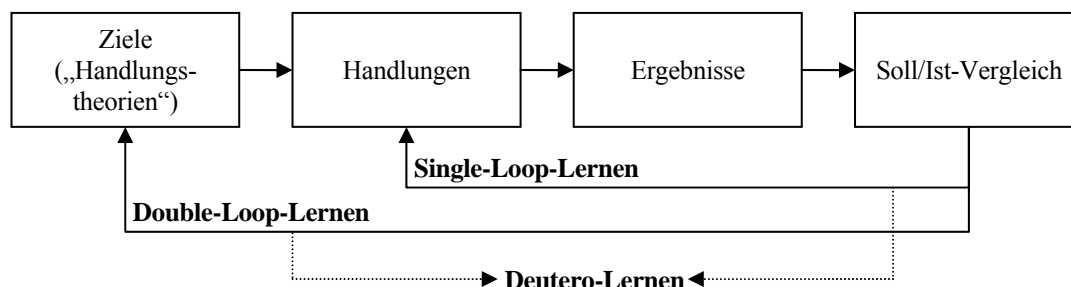 Ziele
(„Handlungs-
theorien“)
Handlungen
Ergebnisse
Soll/Ist-Vergleich
Single-Loop-Lernen
Double-Loop-Lernen
Deutero-Lernen